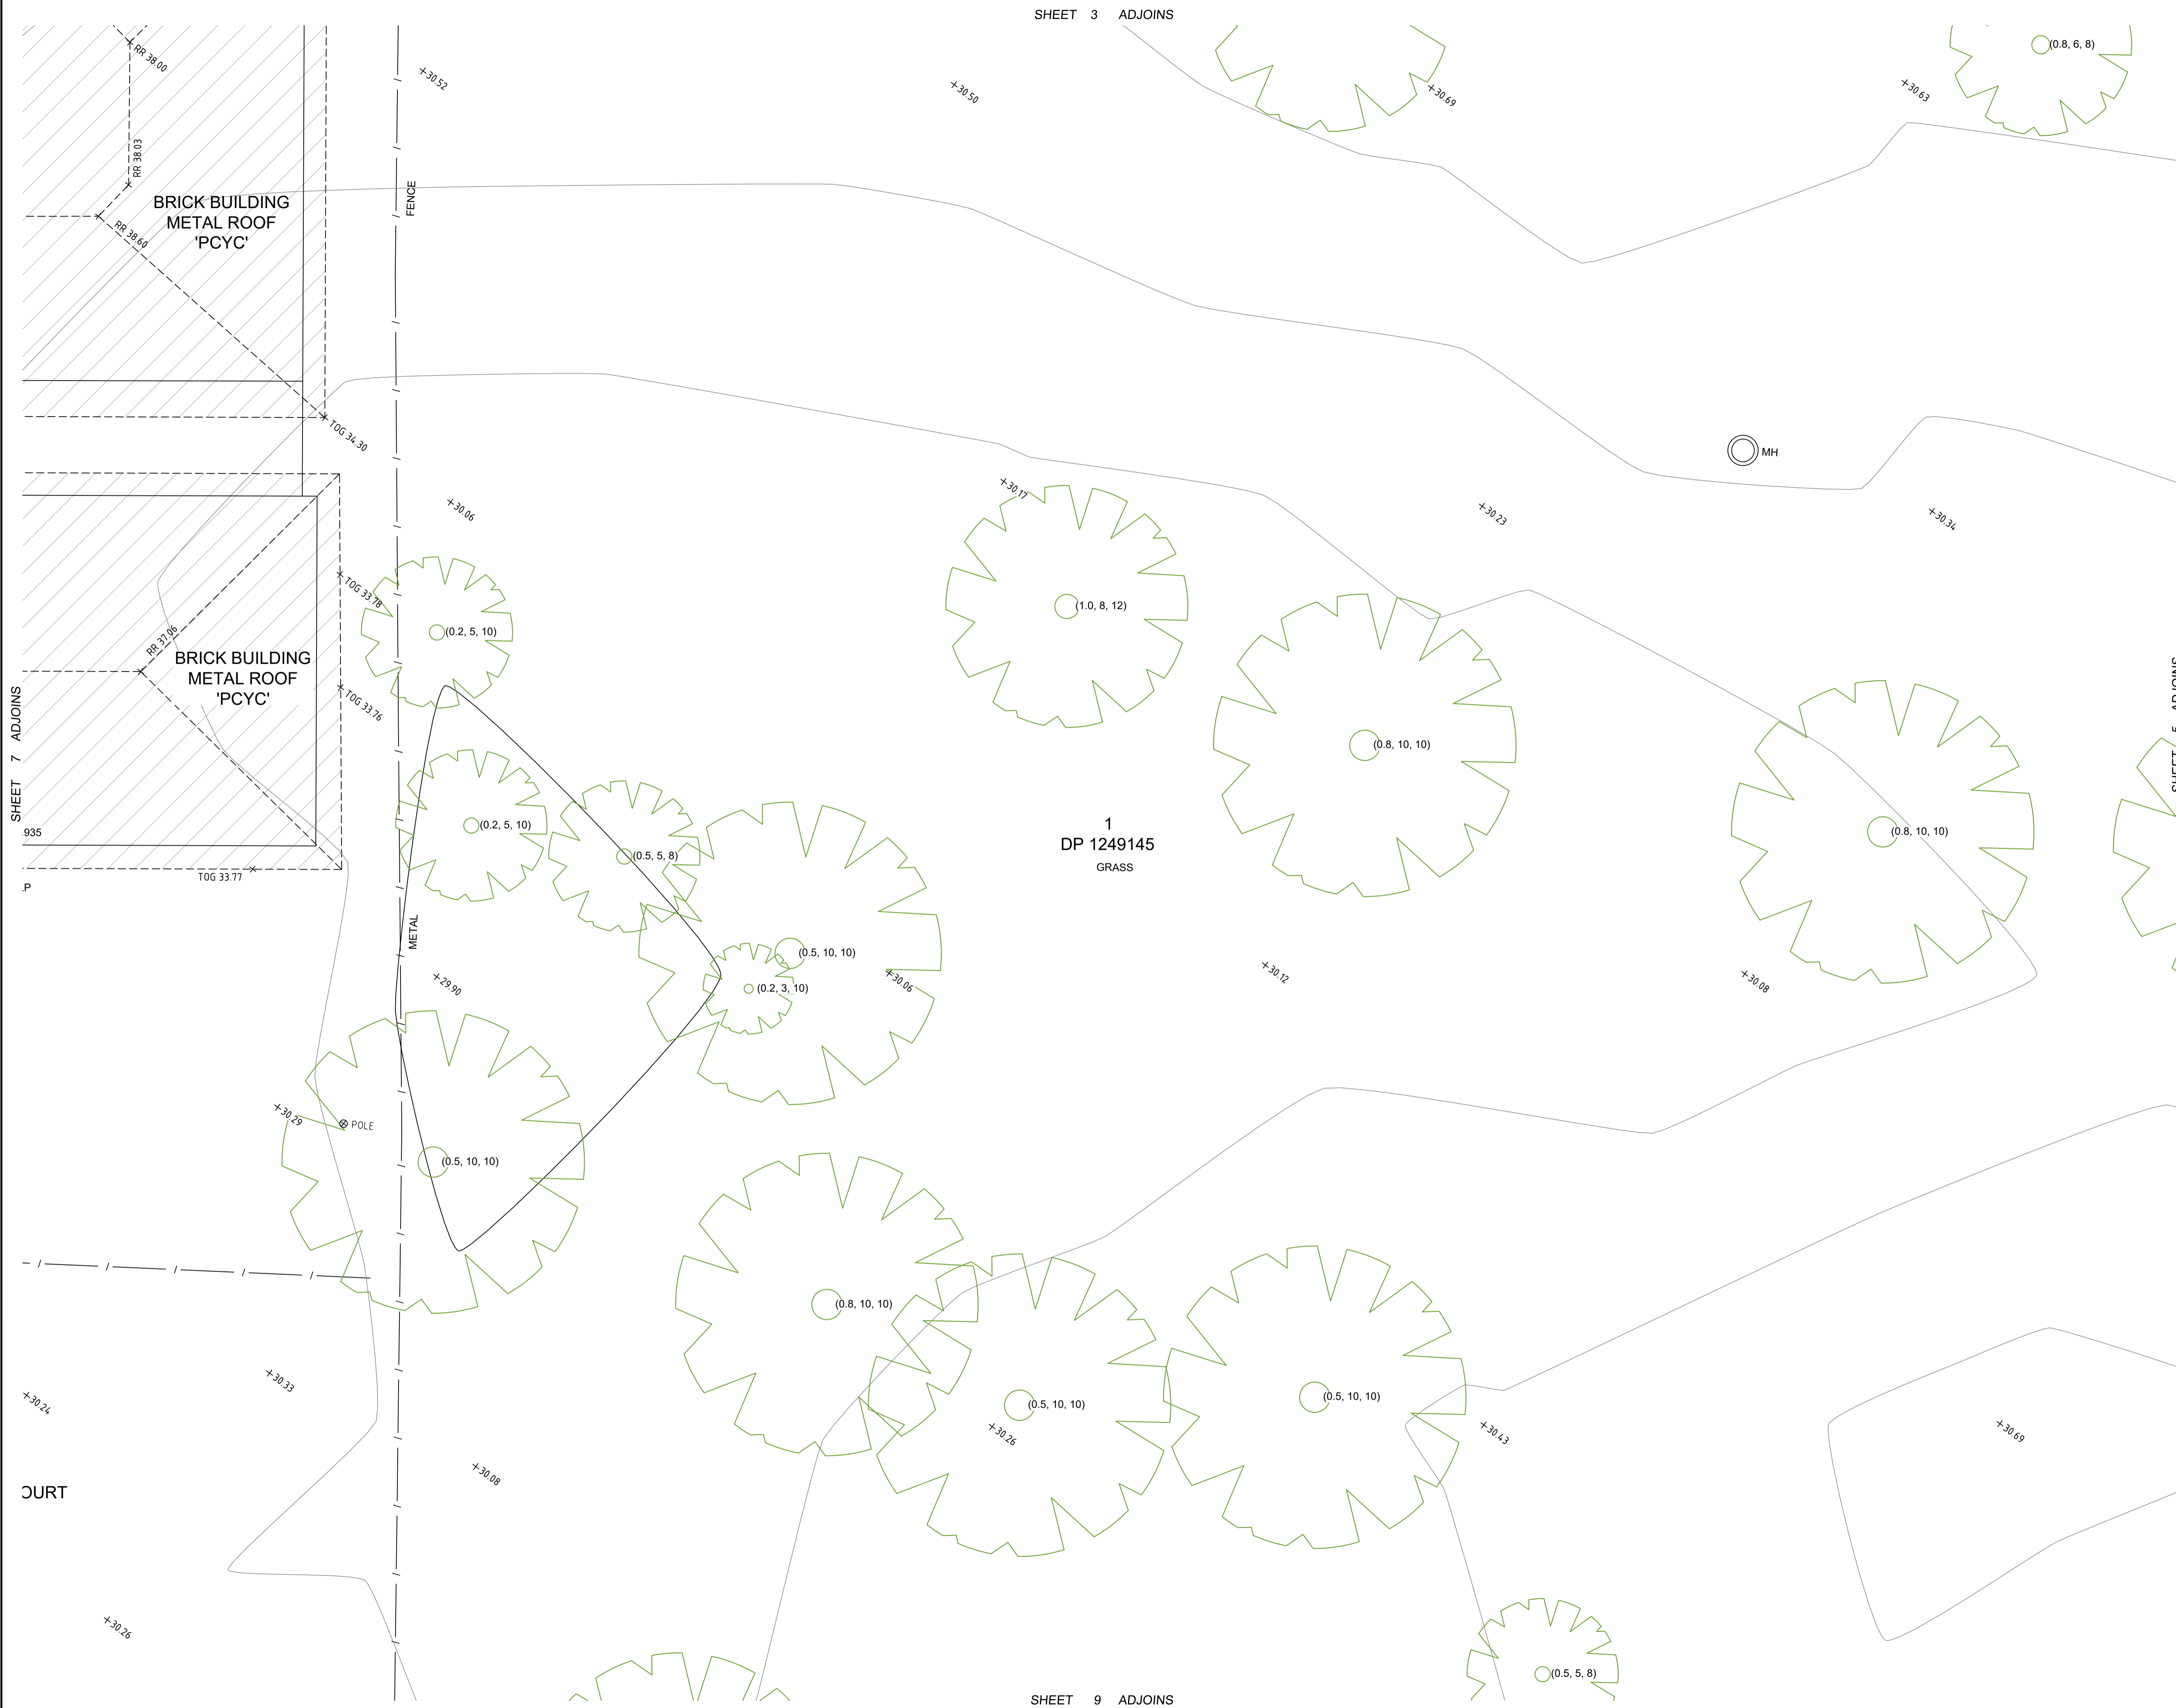 SHEET 3 ADJOINS
RR 38.00
+30.52
+30.50
+30.69
+30.63
(0.8, 6, 8)
RR 38.03
FENCE
BRICK BUILDING
METAL ROOF
'PCYC'
RR 38.60
TOG 34.30
MH
+30.06
+30.17
+30.23
+30.34
TOG 33.78
(0.2, 5, 10)
(1.0, 8, 12)
RR 37.06
BRICK BUILDING
METAL ROOF
'PCYC'
TOG 33.76
SHEET 7 ADJOINS
(0.8, 10, 10)
(0.2, 5, 10)
(0.5, 5, 8)
1
DP 1249145
GRASS
(0.8, 10, 10)
.935
TOG 33.77
.P
METAL
(0.5, 10, 10)
(0.2, 3, 10)
+29.90
+30.06
+30.12
+30.08
+30.29
POLE
(0.5, 10, 10)
(0.8, 10, 10)
+30.33
+30.24
(0.5, 10, 10)
(0.5, 10, 10)
+30.26
+30.43
+30.69
+30.08
OURT
+30.26
(0.5, 5, 8)
SHEET 9 ADJOINS